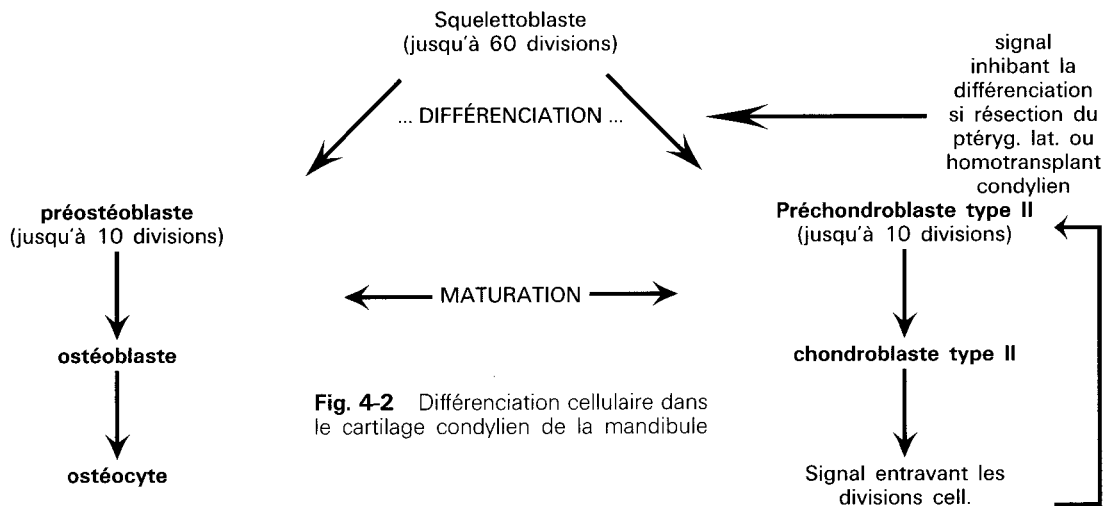 Squelettoblaste
(jusqu'à 60 divisions)
signal
inhibant la
différenciation
si résection du
ptéryg. lat. ou
homotransplant
condylien
... DIFFÉRENCIATION ...
préostéoblaste
(jusqu'à 10 divisions)
Préchondroblaste type II
(jusqu'à 10 divisions)
MATURATION
ostéoblaste
chondroblaste type II
Fig. 4-2 Différenciation cellulaire dans
le cartilage condylien de la mandibule
ostéocyte
Signal entravant les
divisions cell.